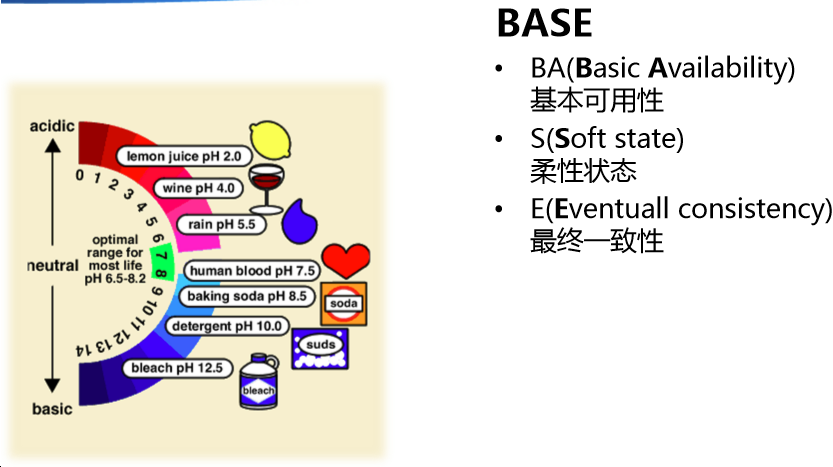 BASE
• BA(Basic Availability)
基本可用性
• S(Soft state)
柔性状态
• E(Eventuall consistency)
最终一致性
acidic
lemon juice pH 2.0
0 1 2 3 4 5 6 7 8 9 10 11 12 13 14
wine pH 4.0
rain pH 5.5
optimal
range for
most life
pH 6.5-8.2
neutral
human blood pH 7.5
baking soda pH 8.5
soda
detergent pH 10.0
suds
bleach pH 12.5
bleach
basic